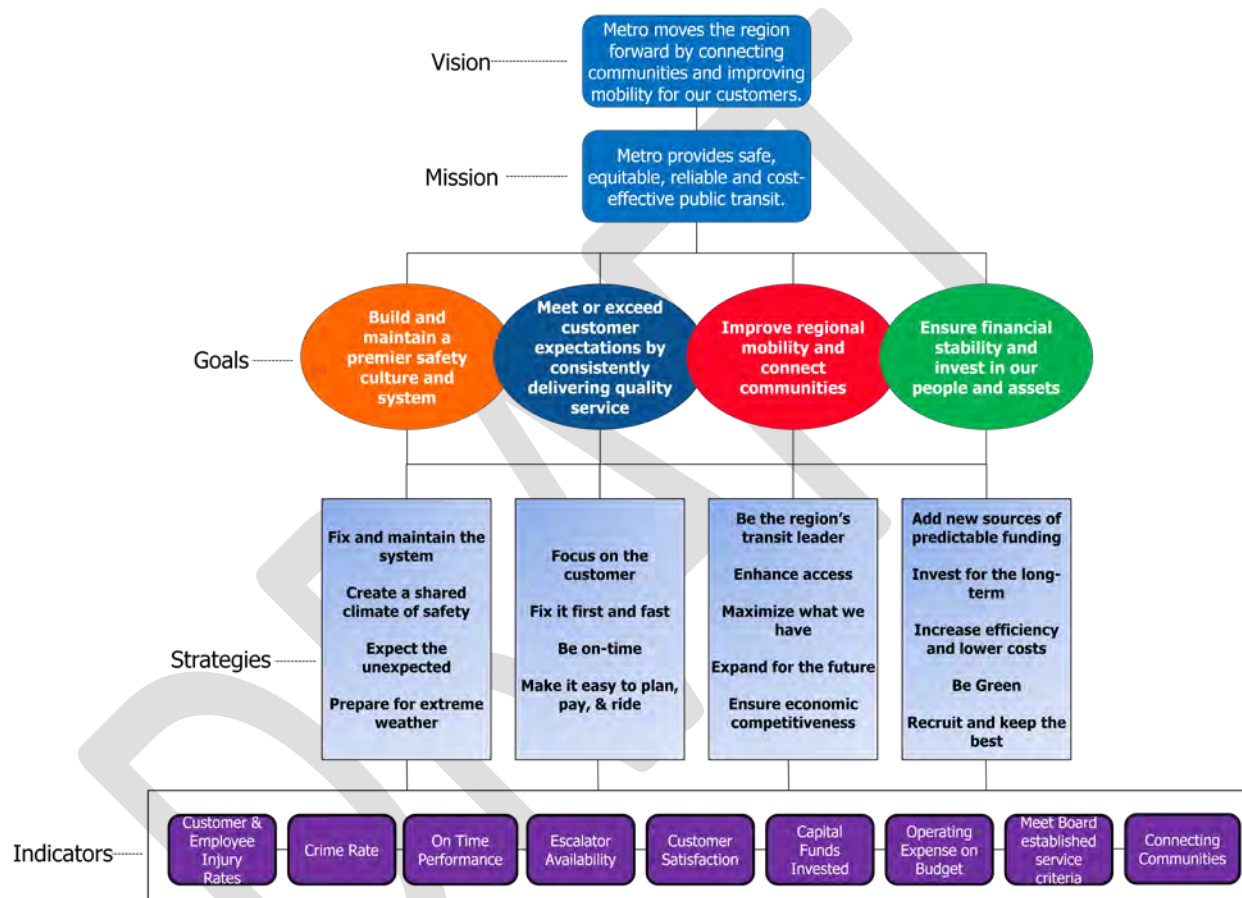 Vision
Metro moves the region
forward by connecting
communities and improving
mobility for our customers.
Mission
Metro provides safe,
equitable, reliable and cost-
effective public transit.
Goals
Build and
maintain a
premier safety
culture and
system
Meet or exceed
customer
expectations by
consistently
delivering quality
service
Improve regional
mobility and
connect
communities
Ensure financial
stability and
invest in our
people and assets
Strategies
Fix and maintain the
system
Create a shared
climate of safety
Expect the
unexpected
Prepare for extreme
weather
Focus on the
customer
Fix it first and fast
Be on-time
Make it easy to plan,
pay, & ride
Be the region's
transit leader
Enhance access
Maximize what we
have
Expand for the future
Ensure economic
competitiveness
Add new sources of
predictable funding
Invest for the long-
term
Increase efficiency
and lower costs
Be Green
Recruit and keep the
best
Indicators
Customer &
Employee
Injury
Rates
Crime Rate
On Time
Performance
Escalator
Availability
Customer
Satisfaction
Capital
Funds
Invested
Operating
Expense on
Budget
Meet Board
established
service
criteria
Connecting
Communities
DRAFT